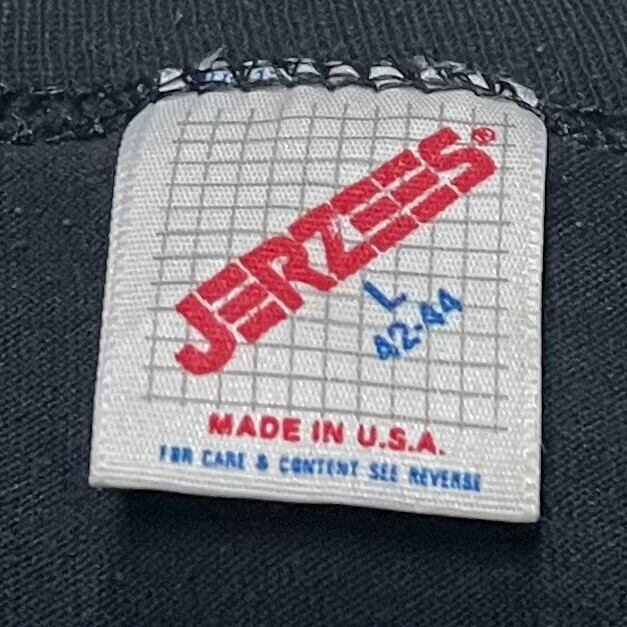 JERZEES®
L
42-44
MADE IN U.S.A.
FOR CARE & CONTENT SEE REVERSE